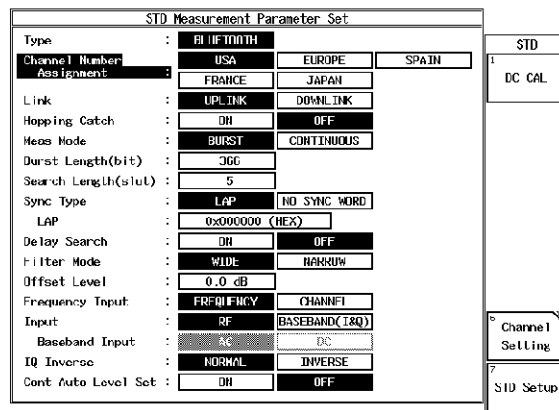 STD Measurement Parameter Set
Type : BLUETOOTH
Channel Number Assignment : USA EUROPE SPAIN
FRANCE JAPAN
Link : UPLINK DOWNLINK
Hopping Catch : ON OFF
Meas Mode : BURST CONTINUOUS
Burst Length(bit) : 366
Search Length(slot) : 5
Sync Type : LAP NO SYNC WORD
LAP : 0x000000 (HEX)
Delay Search : ON OFF
Filter Mode : WIDE NARROW
Offset Level : 0.0 dB
Frequency Input : FREQUENCY CHANNEL
Input : RF BASEBAND(I&Q)
Baseband Input : AC DC
IQ Inverse : NORMAL INVERSE
Cont Auto Level Set : ON OFF
STD
1
DC CAL
6
Channel
Setting
7
STD Setup